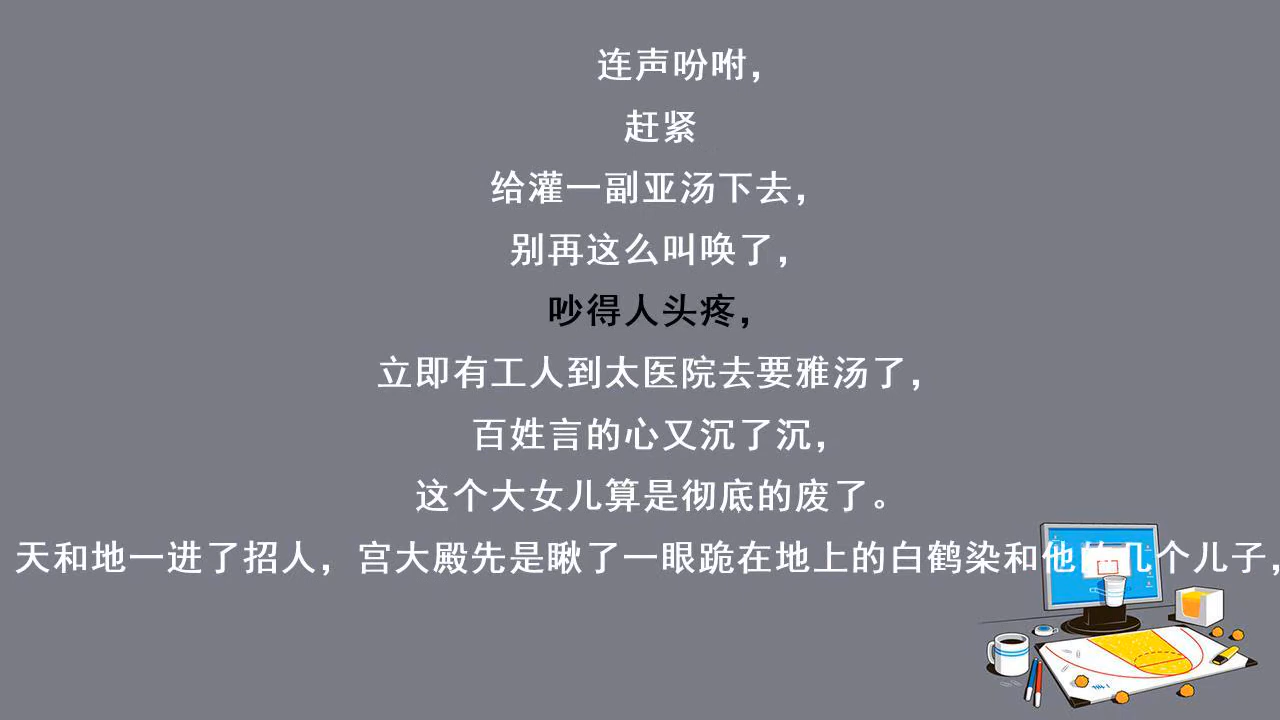 连声吩咐，
赶紧
给灌一副亚汤下去，
别再这么叫唤了，
吵得人头疼，
立即有工人到太医院去要雅汤了，
百姓言的心又沉了沉，
这个大女儿算是彻底的废了。
天和地一进了招人，宫大殿先是瞅了一眼跪在地上的白鹤染和他的几个儿子，